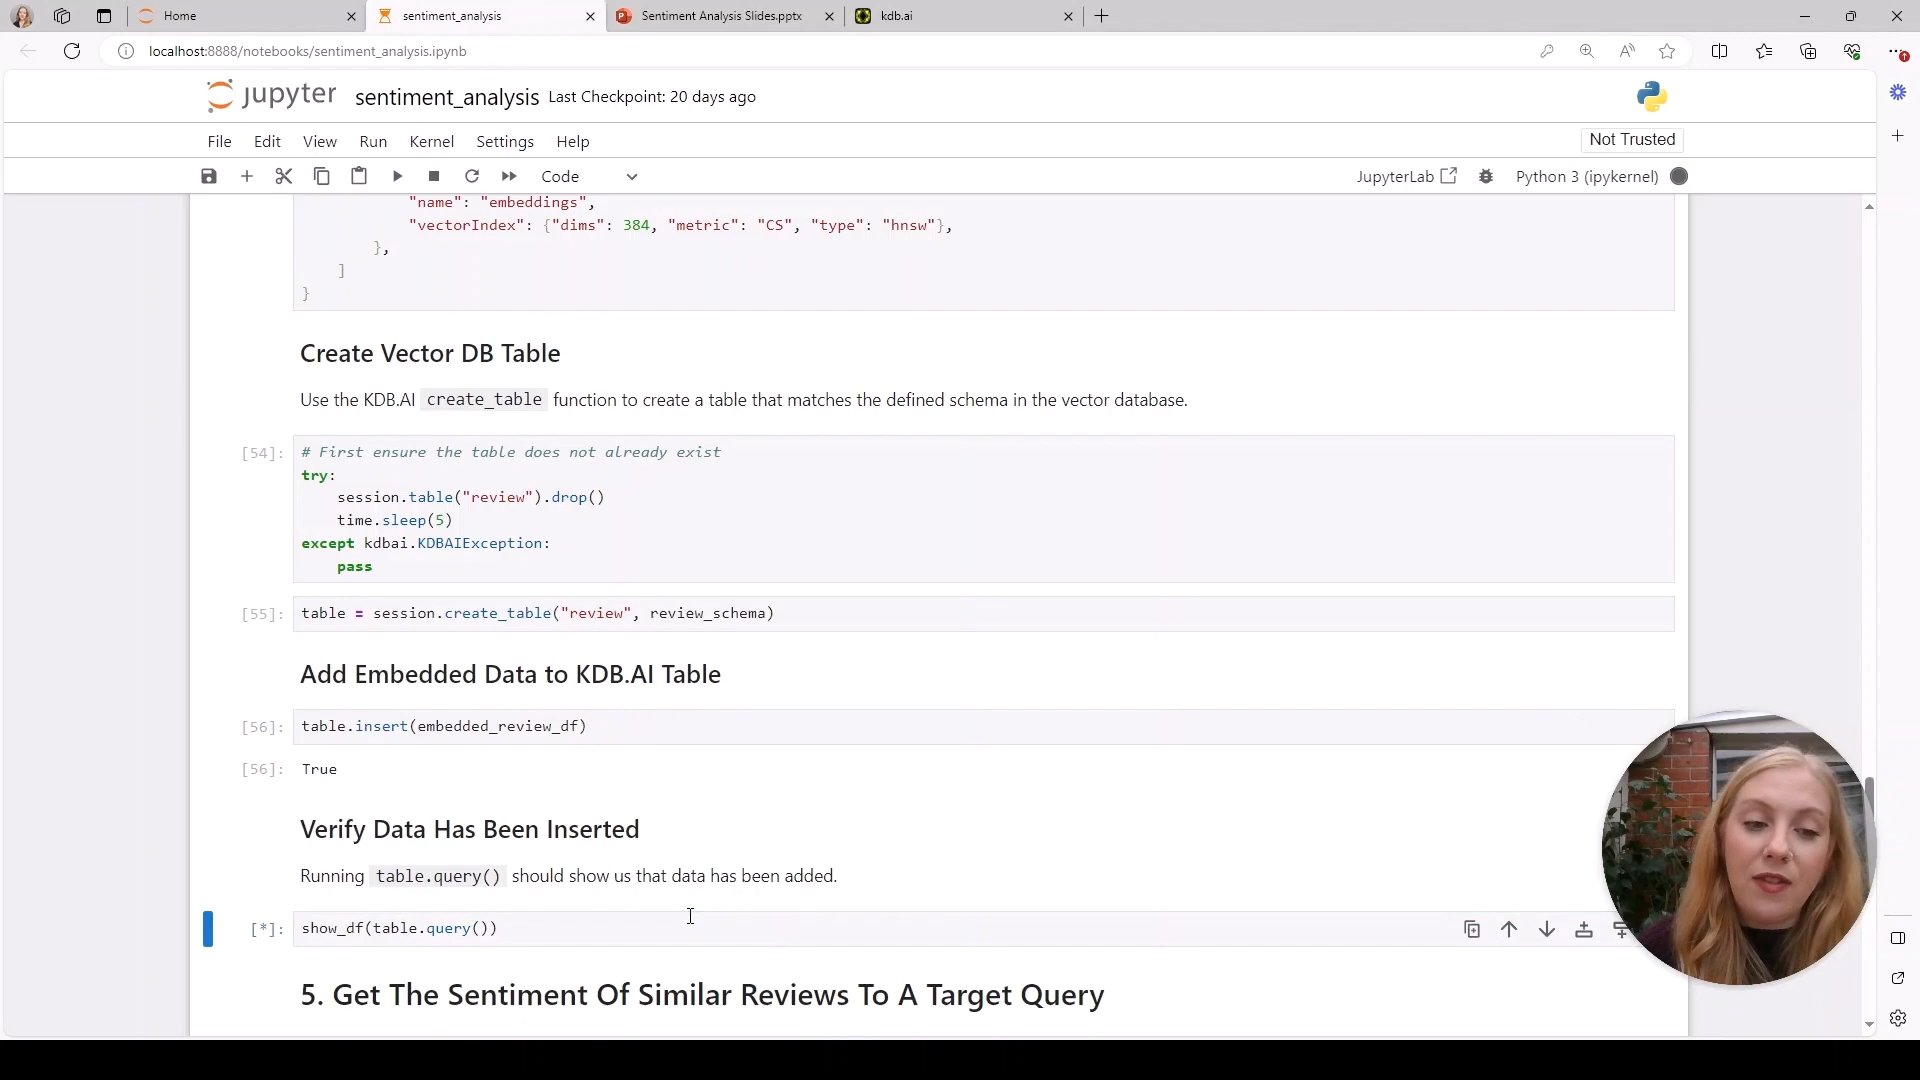 Home
sentiment_analysis
Sentiment Analysis Slides.pptx
kdb.ai
localhost:8888/notebooks/sentiment_analysis.ipynb
jupyter
sentiment_analysis
Last Checkpoint: 20 days ago
File
Edit
View
Run
Kernel
Settings
Help
Not Trusted
Code
JupyterLab
Python 3 (ipykernel)
"name": "embeddings",
"vectorIndex": {"dims": 384, "metric": "CS", "type": "hnsw"},
},
]
}
Create Vector DB Table
Use the KDB.AI create_table function to create a table that matches the defined schema in the vector database.
[54]:
# First ensure the table does not already exist
try:
session.table("review").drop()
time.sleep(5)
except kdbai.KDBAIException:
pass
[55]:
table = session.create_table("review", review_schema)
Add Embedded Data to KDB.AI Table
[56]:
table.insert(embedded_review_df)
[56]:
True
Verify Data Has Been Inserted
Running table.query() should show us that data has been added.
[*]:
show_df(table.query())
5. Get The Sentiment Of Similar Reviews To A Target Query